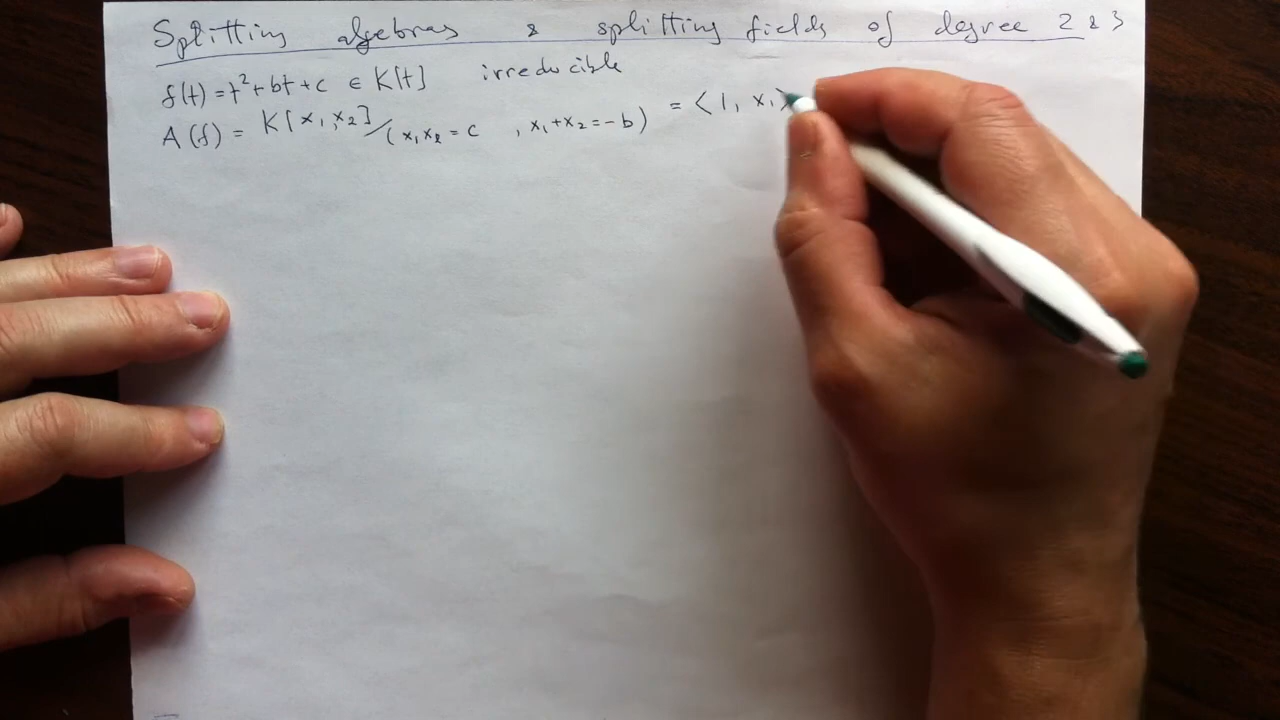 Splitting algebras & splitting fields of degree 2 & 3
f(t) = t² + bt + c ∈ K[t] irreducible
A(f) = K[x₁, x₂]/(x₁x₂ = c , x₁+x₂ = -b) = <1, x₁>